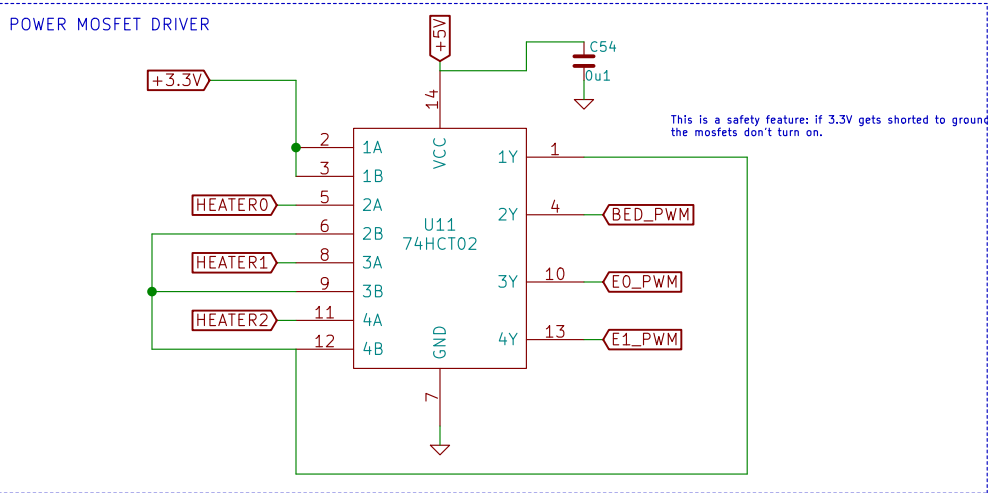 POWER MOSFET DRIVER
+5V
C54
0u1
+3.3V
14
This is a safety feature: if 3.3V gets shorted to ground
the mosfets don't turn on.
2 1A VCC 1Y 1
3 1B
HEATER0 5 2A
6 2B 2Y 4 BED_PWM
U11
74HCT02
HEATER1 8 3A
9 3B 3Y 10 E0_PWM
HEATER2 11 4A
12 4B GND 4Y 13 E1_PWM
7